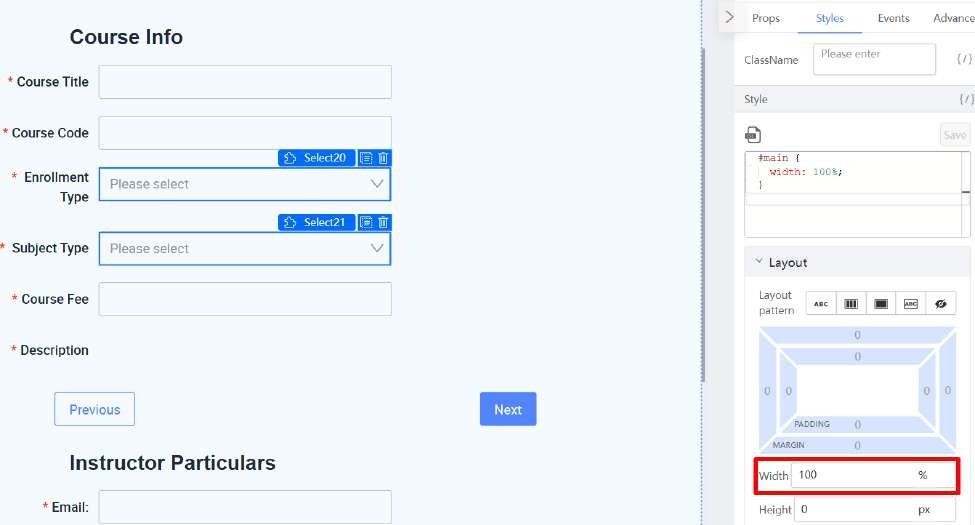 Course Info
* Course Title
* Course Code
Select20
* Enrollment
Type
Please select
Select21
* Subject Type
Please select
* Course Fee
* Description
Previous
Next
Instructor Particulars
* Email:
Props
Styles
Events
Advance
ClassName
Please enter
{/}
Style
{/}
Save
#main {
width: 100%;
}
Layout
Layout
pattern
ABC
ABC
0
0
0
0
0
0
PADDING
0
MARGIN
0
Width
100
%
Height
0
px